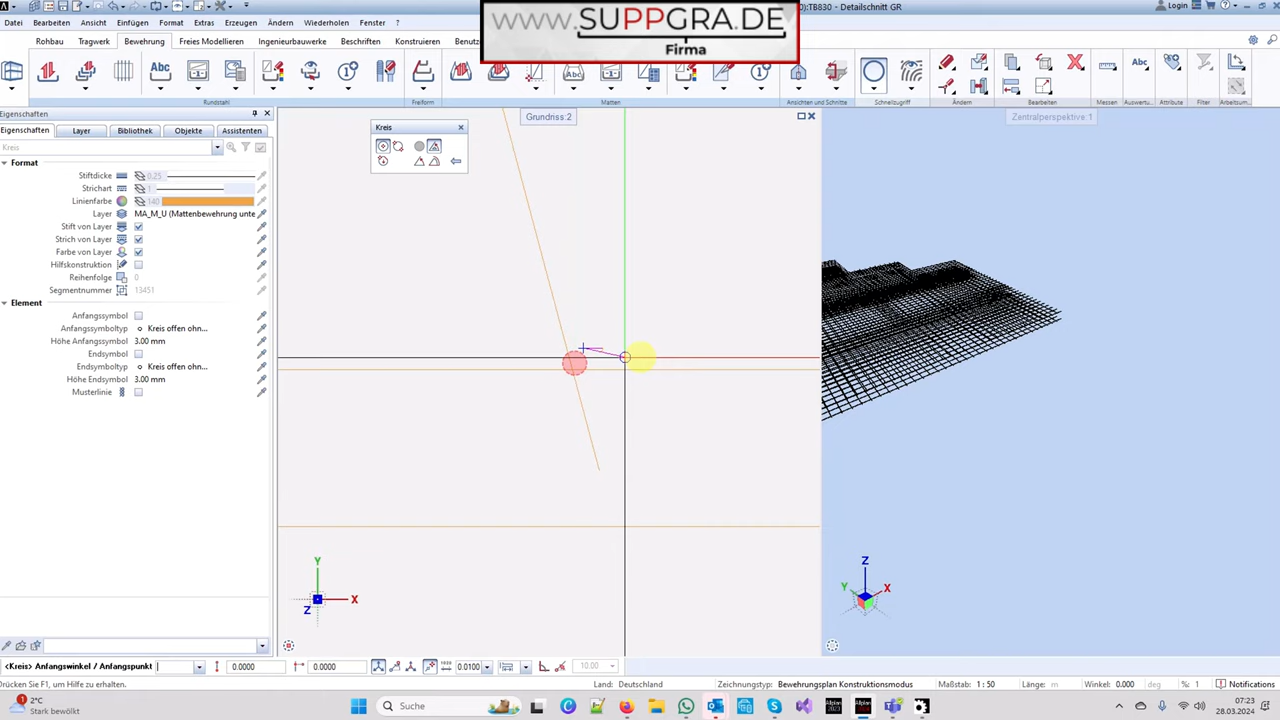 www.SUPPGRA.DE
Firma
):TB830 - Detailschnitt GR
Login
Datei Bearbeiten Ansichten Einfügen Format Extras Erzeugen Ändern Wiederholen Fenster ?
Rohbau Tragwerk Bewehrung Freies Modellieren Ingenieurbauwerke Beschriften Konstruieren Benutz
Rundstahl Freiform Matten Ansichten und Schnitte Schnellzugriff Ändern Bearbeiten Messen Auswertu... Attribute Filter Arbeitsum...
Eigenschaften
Eigenschaften Layer Bibliothek Objekte Assistenten
Kreis
Format
Stiftdicke 0.25
Strichart 1
Linienfarbe 140
Layer MA_M_U (Mattenbewehrung unte
Stift von Layer
Strich von Layer
Farbe von Layer
Hilfskonstruktion
Reihenfolge 0
Segmentnummer 13451
Element
Anfangssymbol
Anfangssymboltyp Kreis offen ohn...
Höhe Anfangssymbol 3.00 mm
Endsymbol
Endsymboltyp Kreis offen ohn...
Höhe Endsymbol 3.00 mm
Musterlinie
Kreis
Grundriss:2
Zentralperspektive:1
Y
X
Z
Z
Y
X
<Kreis> Anfangswinkel / Anfangspunkt 0.0000 0.0000 0.0100 10.00
Drücken Sie F1, um Hilfe zu erhalten.
Land: Deutschland Zeichnungstyp: Bewehrungsplan Konstruktionsmodus Maßstab: 1 : 50 Länge: m Winkel: 0.000 deg %: 1 Notifications
2°C
Stark bewölkt
Suche
07:23
28.03.2024